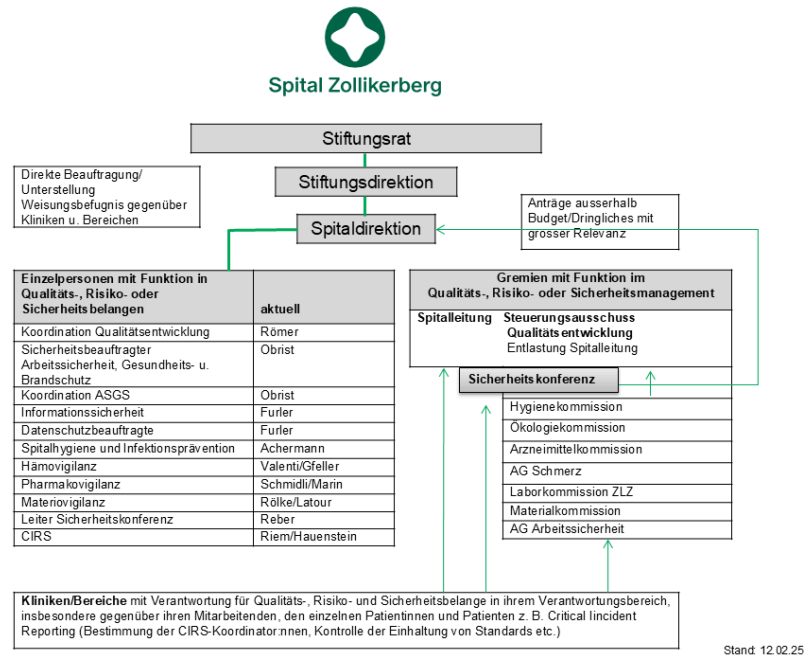 Spital Zollikerberg
Stiftungsrat
Stiftungsdirektion
Spitaldirektion
Direkte Beauftragung/
Unterstellung
Weisungsbefugnis gegenüber
Kliniken u. Bereichen
Anträge ausserhalb
Budget/Dringliches mit
grosser Relevanz
Einzelpersonen mit Funktion in
Qualitäts-, Risiko- oder
Sicherheitsbelangen aktuell
Koordination Qualitätsentwicklung Römer
Sicherheitsbeauftragter Obrist
Arbeitssicherheit, Gesundheits- u.
Brandschutz
Koordination ASGS Obrist
Informationssicherheit Furler
Datenschutzbeauftragte Furler
Spitalhygiene und Infektionsprävention Achermann
Hämovigilanz Valenti/Gfeller
Pharmakovigilanz Schmidli/Marin
Materiovigilanz Rölke/Latour
Leiter Sicherheitskonferenz Reber
CIRS Riem/Hauenstein
Gremien mit Funktion im
Qualitäts-, Risiko- oder Sicherheitsmanagement
Spitalleitung Steuerungsausschuss
Qualitätsentwicklung
Entlastung Spitalleitung
Sicherheitskonferenz
Hygienekommission
Ökologiekommission
Arzneimittelkommission
AG Schmerz
Laborkommission ZLZ
Materialkommission
AG Arbeitssicherheit
Kliniken/Bereiche mit Verantwortung für Qualitäts-, Risiko- und Sicherheitsbelange in ihrem Verantwortungsbereich,
insbesondere gegenüber ihren Mitarbeitenden, den einzelnen Patientinnen und Patienten z. B. Critical Iincident
Reporting (Bestimmung der CIRS-Koordinator:nnen, Kontrolle der Einhaltung von Standards etc.)
Stand: 12.02.25